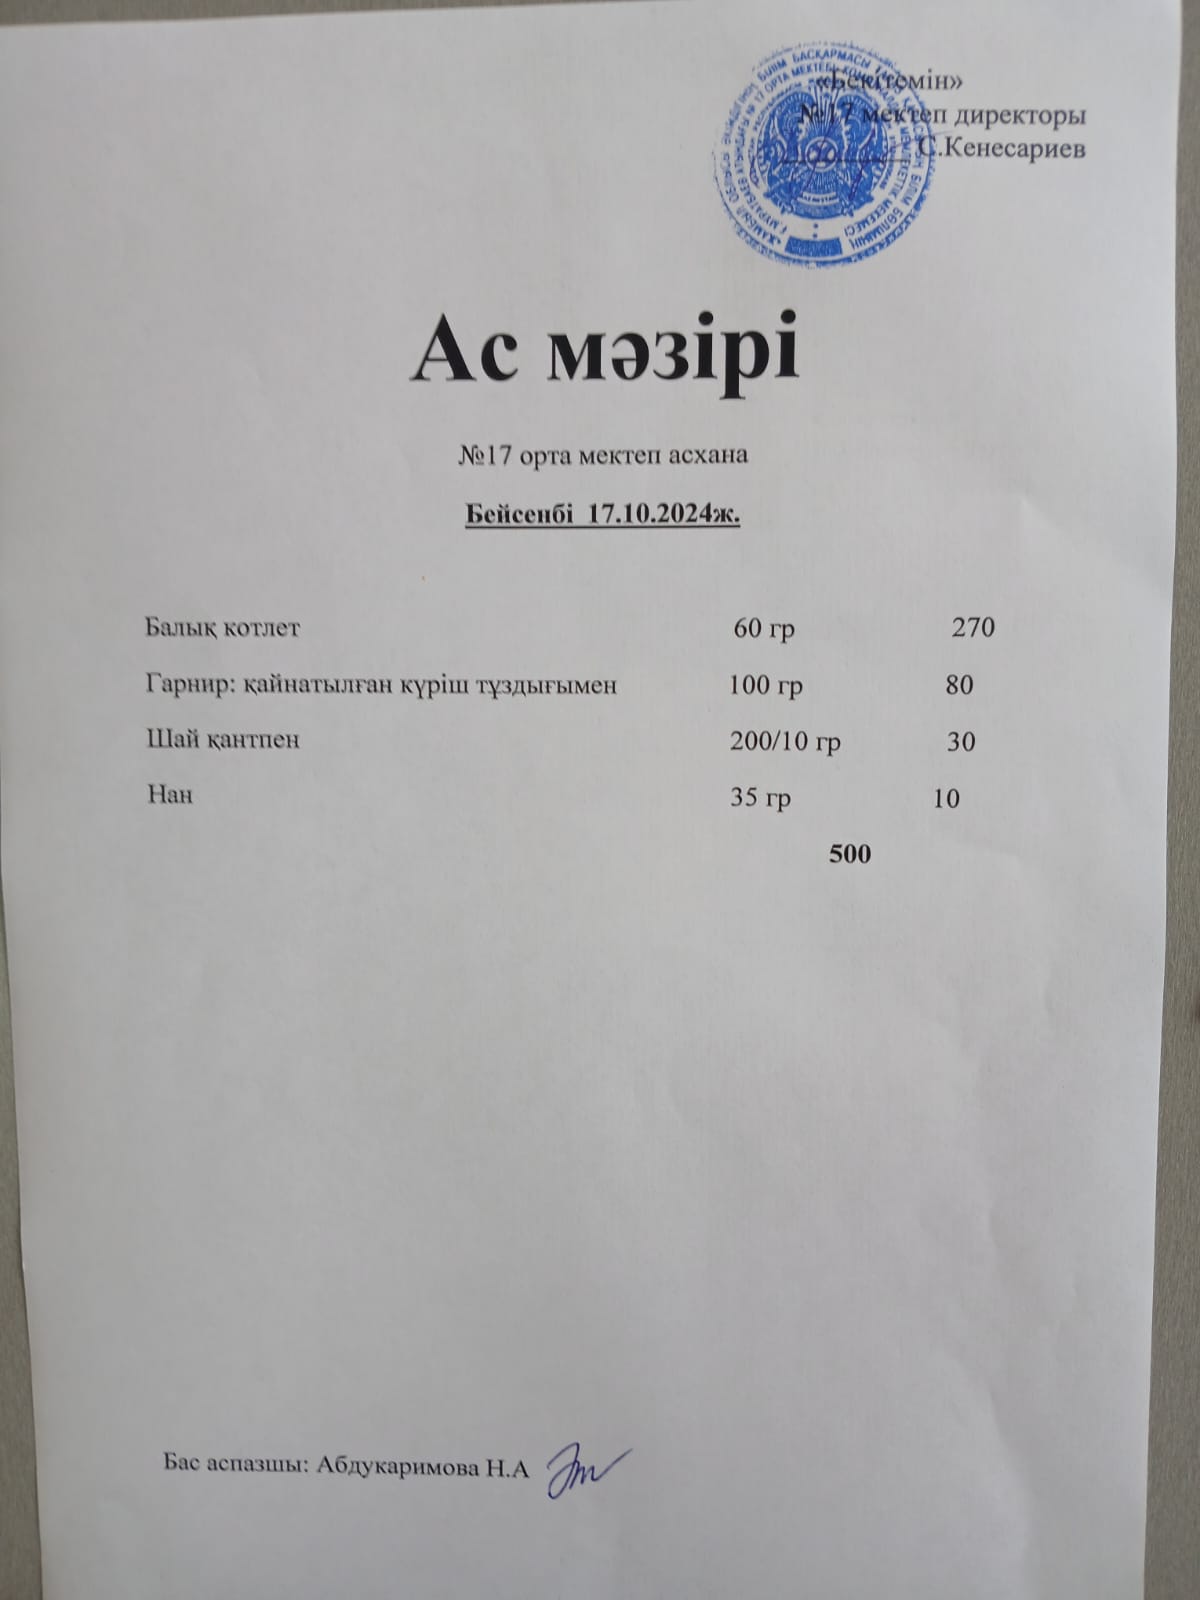 «Бекітемін»
№17 мектеп директоры
С.Кенесариев
Ас мәзірі
№17 орта мектеп асхана
Бейсенбі 17.10.2024ж.
Балық котлет 60 гр 270
Гарнир: қайнатылған күріш тұздығымен 100 гр 80
Шай қантпен 200/10 гр 30
Нан 35 гр 10
500
Бас аспазшы: Абдукаримова Н.А